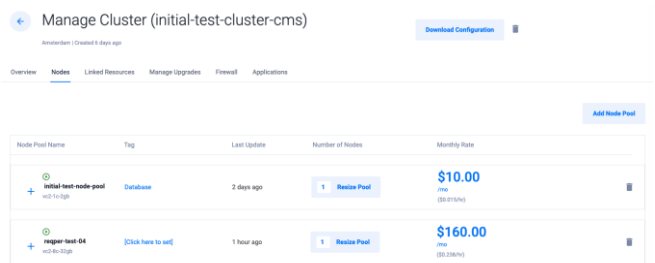 Manage Cluster (initial-test-cluster-cms)
Amsterdam | Created 6 days ago
Download Configuration
Overview Nodes Linked Resources Manage Upgrades Firewall Applications
Add Node Pool
Node Pool Name Tag Last Update Number of Nodes Monthly Rate
initial-test-node-pool
vc2-1c-2gb
Database
2 days ago
1 Resize Pool
$10.00
/mo
($0.015/hr)
reqper-test-04
vc2-8c-32gb
[Click here to set]
1 hour ago
1 Resize Pool
$160.00
/mo
($0.238/hr)